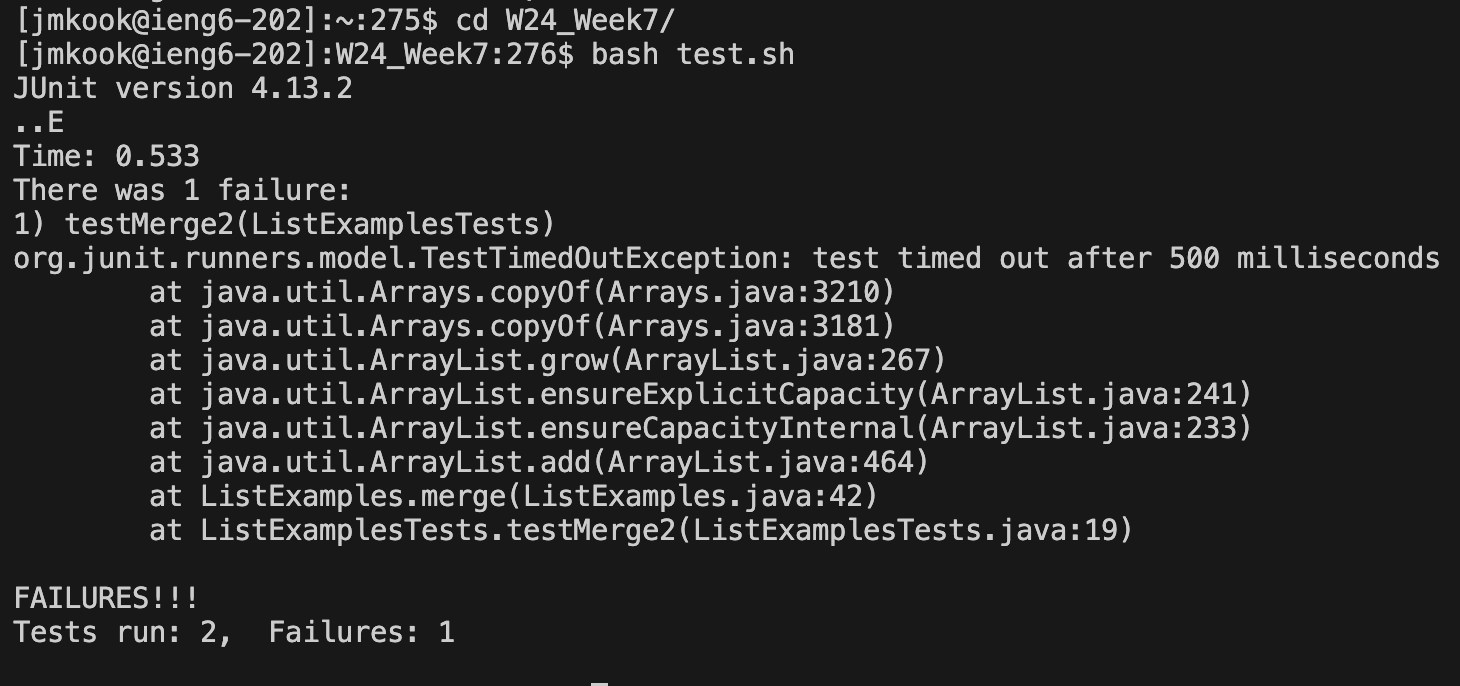 [jmkook@ieng6-202]:~:275$ cd W24_Week7/
[jmkook@ieng6-202]:W24_Week7:276$ bash test.sh
JUnit version 4.13.2
..E
Time: 0.533
There was 1 failure:
1) testMerge2(ListExamplesTests)
org.junit.runners.model.TestTimedOutException: test timed out after 500 milliseconds
        at java.util.Arrays.copyOf(Arrays.java:3210)
        at java.util.Arrays.copyOf(Arrays.java:3181)
        at java.util.ArrayList.grow(ArrayList.java:267)
        at java.util.ArrayList.ensureExplicitCapacity(ArrayList.java:241)
        at java.util.ArrayList.ensureCapacityInternal(ArrayList.java:233)
        at java.util.ArrayList.add(ArrayList.java:464)
        at ListExamples.merge(ListExamples.java:42)
        at ListExamplesTests.testMerge2(ListExamplesTests.java:19)

FAILURES!!!
Tests run: 2,  Failures: 1